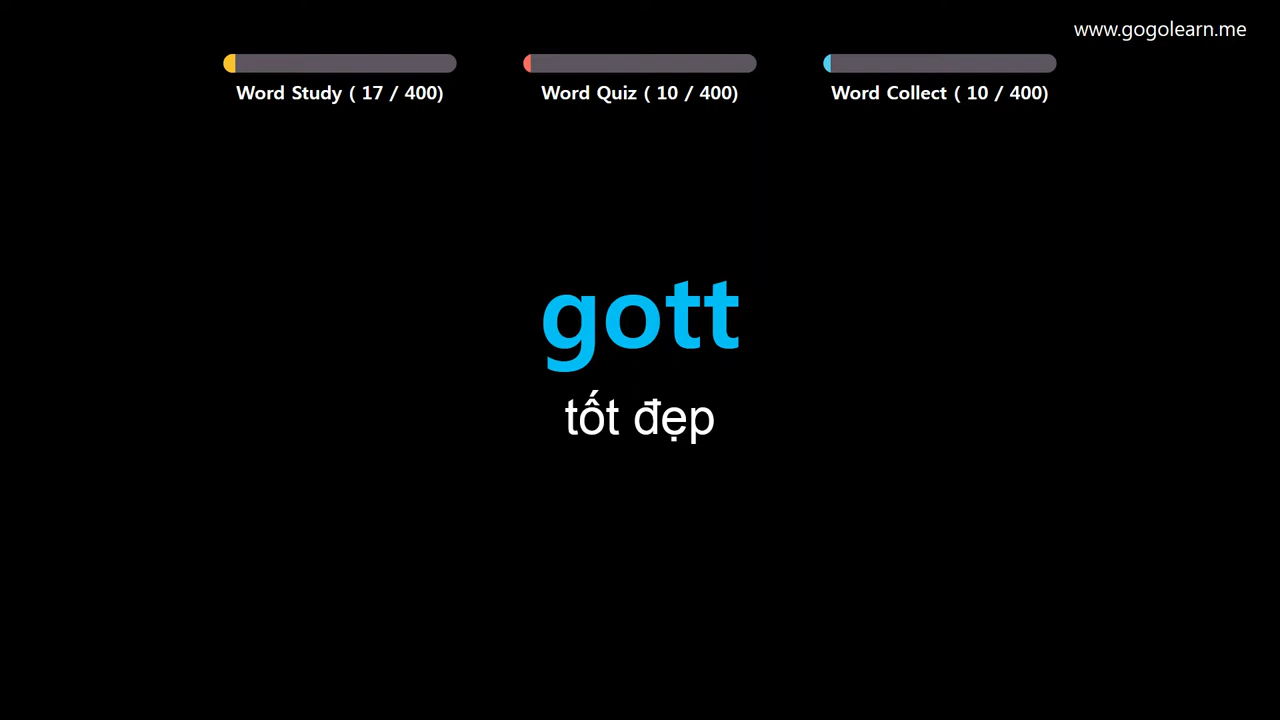 www.gogolearn.me
Word Study ( 17 / 400)
Word Quiz ( 10 / 400)
Word Collect ( 10 / 400)
gott
tốt đẹp